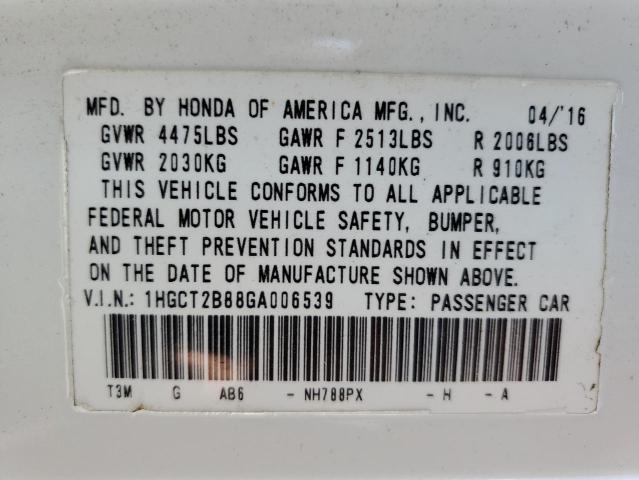 MFD. BY HONDA OF AMERICA MFG., INC. 04/'16
GVWR 4475LBS GAWR F 2513LBS R 2006LBS
GVWR 2030KG GAWR F 1140KG R 910KG
THIS VEHICLE CONFORMS TO ALL APPLICABLE
FEDERAL MOTOR VEHICLE SAFETY, BUMPER,
AND THEFT PREVENTION STANDARDS IN EFFECT
ON THE DATE OF MANUFACTURE SHOWN ABOVE.
V.I.N.: 1HGCT2B88GA006539 TYPE: PASSENGER CAR
T3M G AB6 - NH788PX - H - A